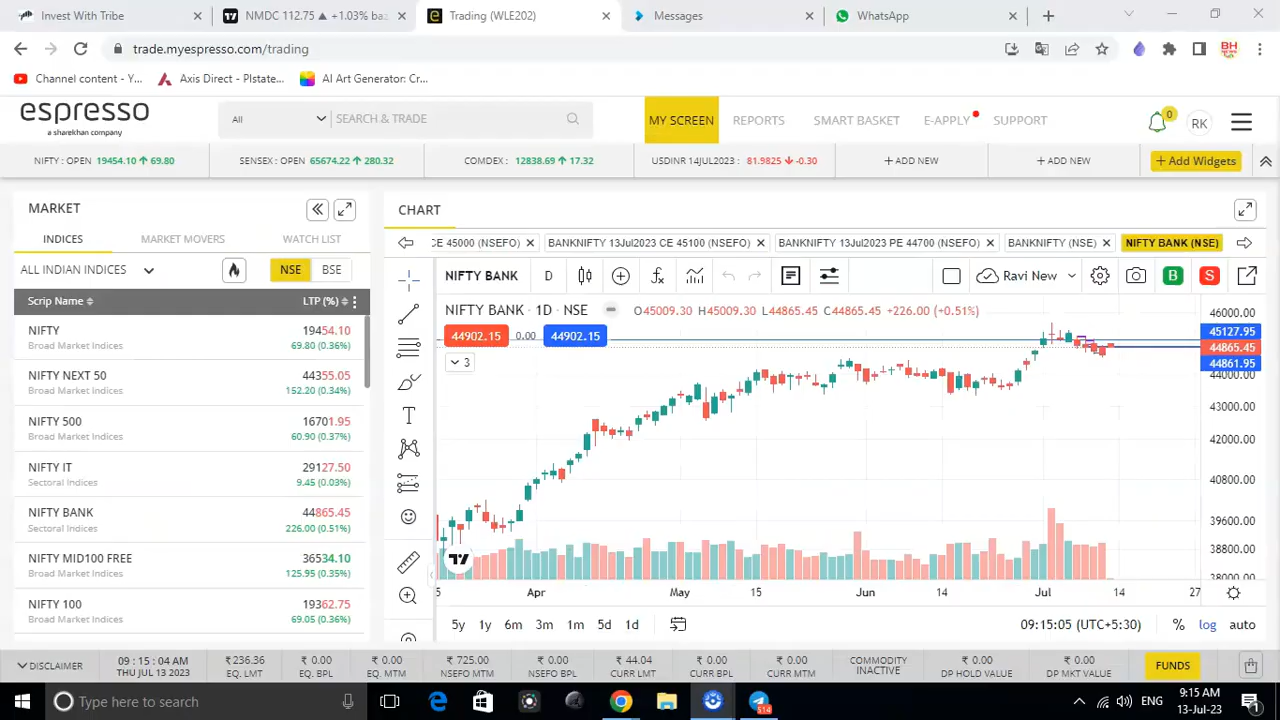 Invest With Tribe
NMDC 112.75 ▲ +1.03% ba:
Trading (WLE202)
Messages
WhatsApp
trade.myespresso.com/trading
Channel content - Y...
Axis Direct - PIstate...
AI Art Generator: Cr...
espresso
a sharekhan company
All
SEARCH & TRADE
MY SCREEN
REPORTS
SMART BASKET
E-APPLY
SUPPORT
0
RK
NIFTY : OPEN 19454.10 ↑ 69.80
SENSEX : OPEN 65674.22 ↑ 280.32
COMDEX : 12838.69 ↑ 17.32
USDINR 14JUL2023 : 81.9825 ↓ -0.30
+ ADD NEW
+ ADD NEW
+ Add Widgets
MARKET
INDICES
MARKET MOVERS
WATCH LIST
ALL INDIAN INDICES
NSE
BSE
Scrip Name
LTP (%)
NIFTY 19454.10
Broad Market Indices 69.80 (0.36%)
NIFTY NEXT 50 44355.05
Broad Market Indices 152.20 (0.34%)
NIFTY 500 16701.95
Broad Market Indices 60.90 (0.37%)
NIFTY IT 29127.50
Sectoral Indices 9.45 (0.03%)
NIFTY BANK 44865.45
Sectoral Indices 226.00 (0.51%)
NIFTY MID100 FREE 36534.10
Broad Market Indices 125.95 (0.35%)
NIFTY 100 19362.75
Broad Market Indices 69.05 (0.36%)
CHART
CE 45000 (NSEFO)
BANKNIFTY 13Jul2023 CE 45100 (NSEFO)
BANKNIFTY 13Jul2023 PE 44700 (NSEFO)
BANKNIFTY (NSE)
NIFTY BANK (NSE)
NIFTY BANK
D
Ravi New
B
S
NIFTY BANK · 1D · NSE
O45009.30 H45009.30 L44865.45 C44865.45 +226.00 (+0.51%)
44902.15 0.00 44902.15
3
46000.00
45127.95
44865.45
44861.95
44000.00
43000.00
42000.00
40800.00
39600.00
38800.00
38000.00
Apr
May
15
Jun
14
Jul
14
27
5y 1y 6m 3m 1m 5d 1d
09:15:05 (UTC+5:30)
%
log
auto
DISCLAIMER
09 : 15 : 04 AM
THU JUL 13 2023
₹ 236.36
EQ. LMT
₹ 0.00
EQ. BPL
₹ 0.00
EQ. MTM
₹ 725.00
NSEFO MTM
₹ 0.00
NSEFO BPL
₹ 44.04
CURR LMT
₹ 0.00
CURR BPL
₹ 0.00
CURR MTM
COMMODITY
INACTIVE
₹ 0.00
DP HOLD VALUE
₹ 0.00
DP MKT VALUE
FUNDS
Type here to search
ENG
9:15 AM
13-Jul-23
1